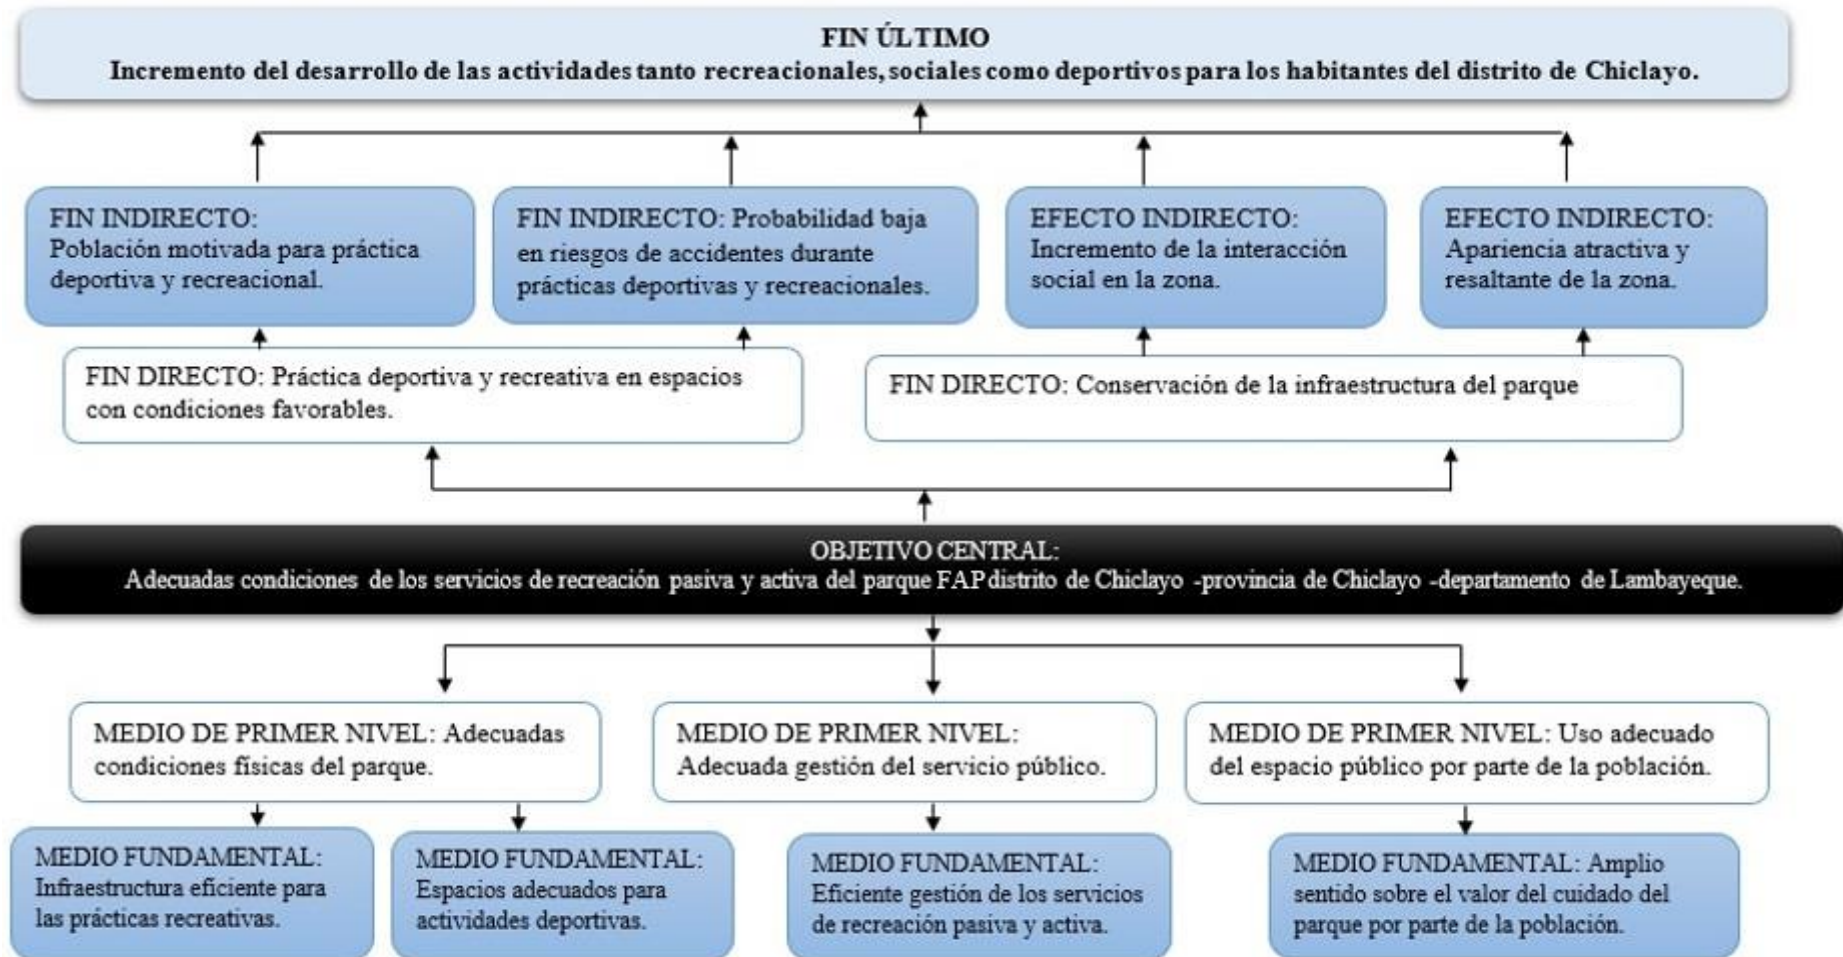 FIN ÚLTIMO
Incremento del desarrollo de las actividades tanto recreacionales, sociales como deportivos para los habitantes del distrito de Chiclayo.
FIN INDIRECTO:
Población motivada para práctica
deportiva y recreacional.
FIN INDIRECTO: Probabilidad baja
en riesgos de accidentes durante
prácticas deportivas y recreacionales.
EFECTO INDIRECTO:
Incremento de la interacción
social en la zona.
EFECTO INDIRECTO:
Apariencia atractiva y
resaltante de la zona.
FIN DIRECTO: Práctica deportiva y recreativa en espacios
con condiciones favorables.
FIN DIRECTO: Conservación de la infraestructura del parque
OBJETIVO CENTRAL:
Adecuadas condiciones de los servicios de recreación pasiva y activa del parque FAP distrito de Chiclayo -provincia de Chiclayo -departamento de Lambayeque.
MEDIO DE PRIMER NIVEL: Adecuadas
condiciones físicas del parque.
MEDIO DE PRIMER NIVEL:
Adecuada gestión del servicio público.
MEDIO DE PRIMER NIVEL: Uso adecuado
del espacio público por parte de la población.
MEDIO FUNDAMENTAL:
Infraestructura eficiente para
las prácticas recreativas.
MEDIO FUNDAMENTAL:
Espacios adecuados para
actividades deportivas.
MEDIO FUNDAMENTAL:
Eficiente gestión de los servicios
de recreación pasiva y activa.
MEDIO FUNDAMENTAL: Amplio
sentido sobre el valor del cuidado del
parque por parte de la población.